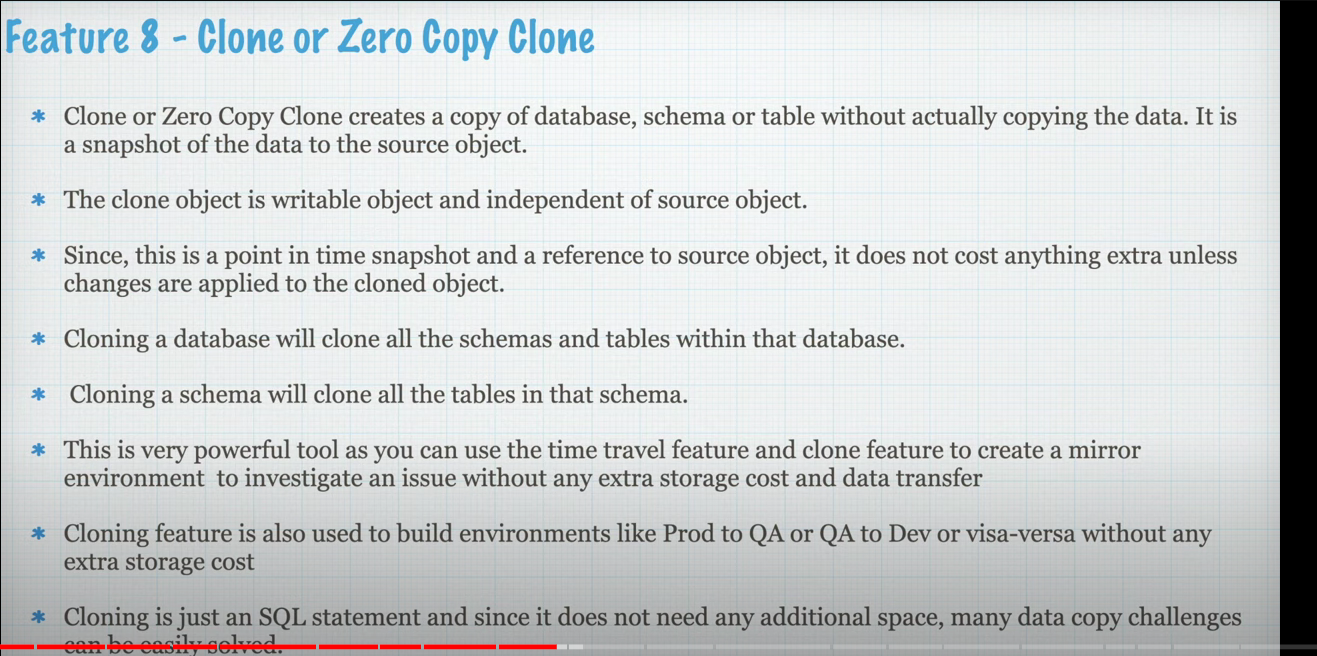 Feature 8 - Clone or Zero Copy Clone
* Clone or Zero Copy Clone creates a copy of database, schema or table without actually copying the data. It is
a snapshot of the data to the source object.
* The clone object is writable object and independent of source object.
* Since, this is a point in time snapshot and a reference to source object, it does not cost anything extra unless
changes are applied to the cloned object.
* Cloning a database will clone all the schemas and tables within that database.
* Cloning a schema will clone all the tables in that schema.
* This is very powerful tool as you can use the time travel feature and clone feature to create a mirror
environment to investigate an issue without any extra storage cost and data transfer
* Cloning feature is also used to build environments like Prod to QA or QA to Dev or visa-versa without any
extra storage cost
* Cloning is just an SQL statement and since it does not need any additional space, many data copy challenges
can be easily solved.